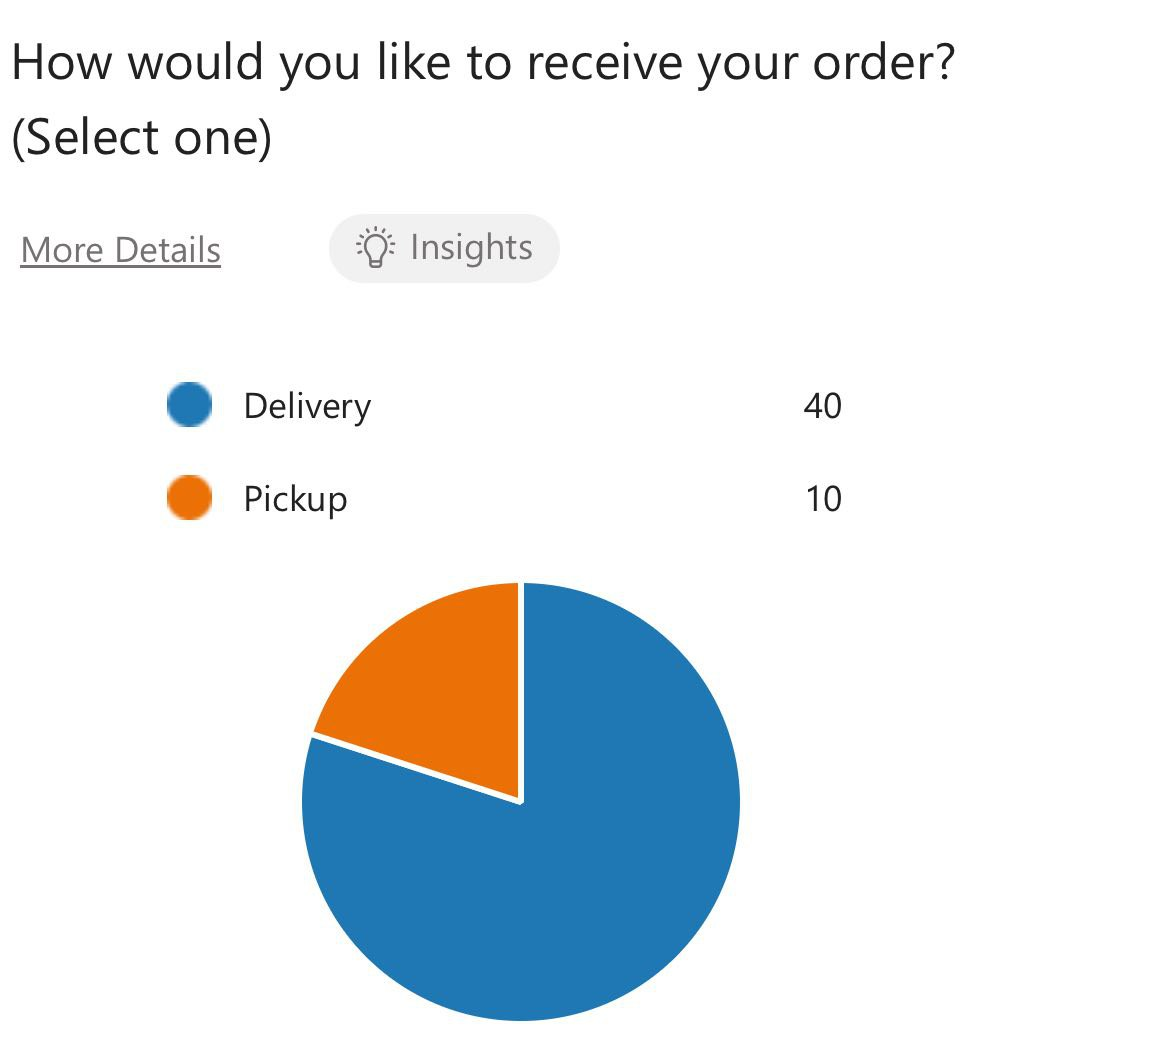 How would you like to receive your order?
(Select one)
More Details
Insights
Delivery 40
Pickup 10